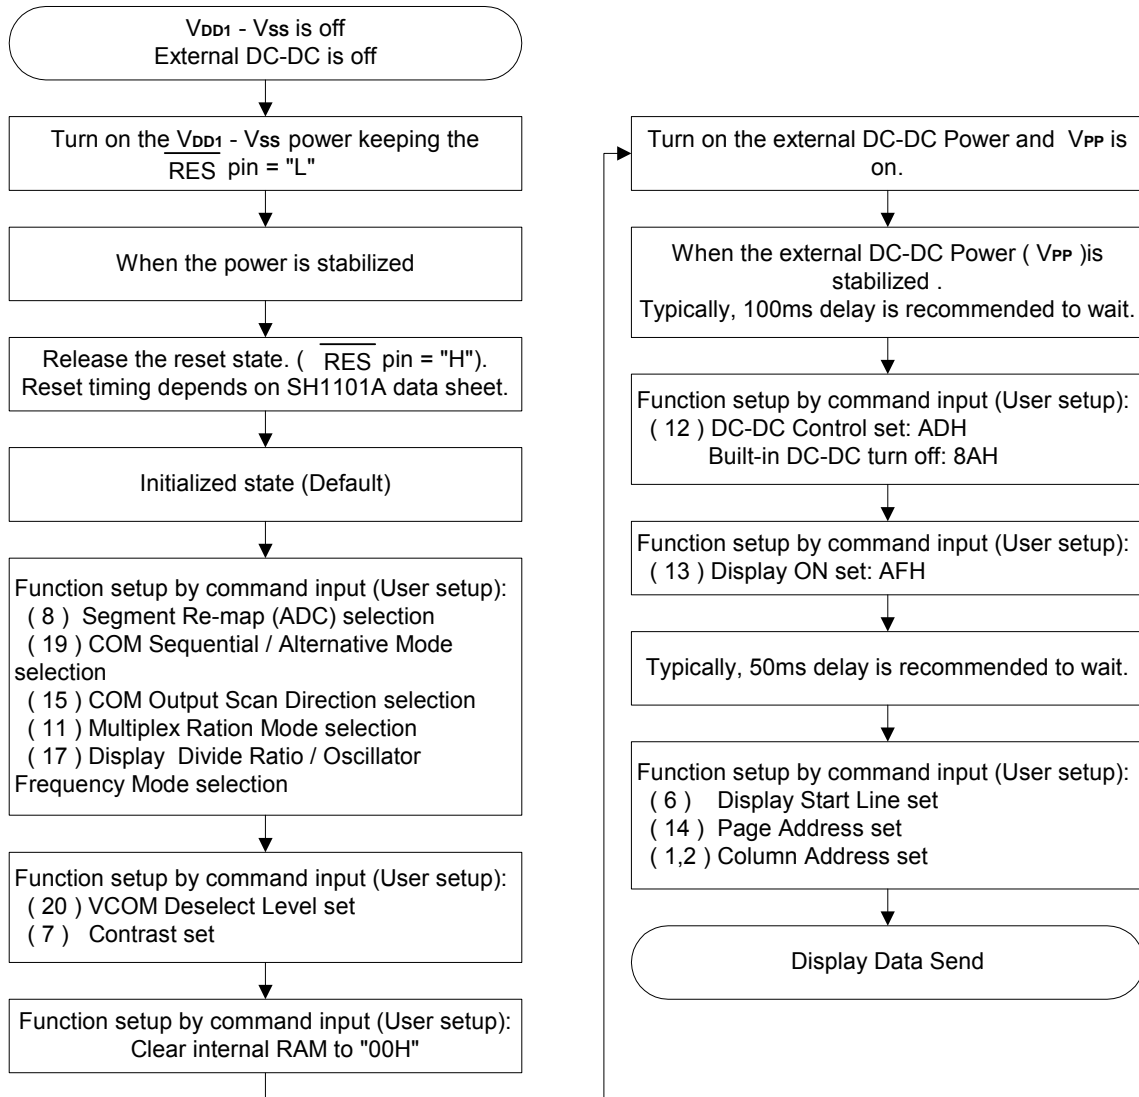 VDD1 - VSS is off
External DC-DC is off
Turn on the VDD1 - VSS power keeping the
RES pin = "L"
When the power is stabilized
Release the reset state. ( RES pin = "H").
Reset timing depends on SH1101A data sheet.
Initialized state (Default)
Function setup by command input (User setup):
( 8 ) Segment Re-map (ADC) selection
( 19 ) COM Sequential / Alternative Mode
selection
( 15 ) COM Output Scan Direction selection
( 11 ) Multiplex Ration Mode selection
( 17 ) Display Divide Ratio / Oscillator
Frequency Mode selection
Function setup by command input (User setup):
( 20 ) VCOM Deselect Level set
( 7 ) Contrast set
Function setup by command input (User setup):
Clear internal RAM to "00H"
Turn on the external DC-DC Power and VPP is
on.
When the external DC-DC Power ( VPP )is
stabilized .
Typically, 100ms delay is recommended to wait.
Function setup by command input (User setup):
( 12 ) DC-DC Control set: ADH
Built-in DC-DC turn off: 8AH
Function setup by command input (User setup):
( 13 ) Display ON set: AFH
Typically, 50ms delay is recommended to wait.
Function setup by command input (User setup):
( 6 ) Display Start Line set
( 14 ) Page Address set
( 1,2 ) Column Address set
Display Data Send